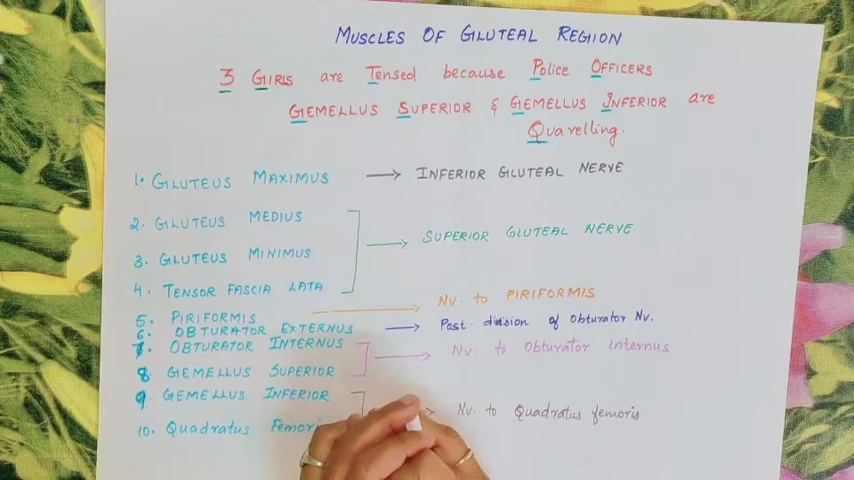 MUSCLES OF GLUTEAL REGION
3 GIRLS are Tensed because Police OFFICERS
GEMELLUS SUPERIOR & GEMELLUS INFERIOR are
Quarelling.
1. GLUTEUS MAXIMUS → INFERIOR GLUTEAL NERVE
2. GLUTEUS MEDIUS
SUPERIOR GLUTEAL NERVE
3. GLUTEUS MINIMUS
4. TENSOR FASCIA LATA
5. PIRIFORMIS → Nv. to PIRIFORMIS
6. OBTURATOR EXTERNUS → Post. division of Obturator Nv.
7. OBTURATOR INTERNUS → Nv. to Obturator Internus
8 GEMELLUS SUPERIOR
9 GEMELLUS INFERIOR
Nv. to Quadratus femoris
10. Quadratus Femori